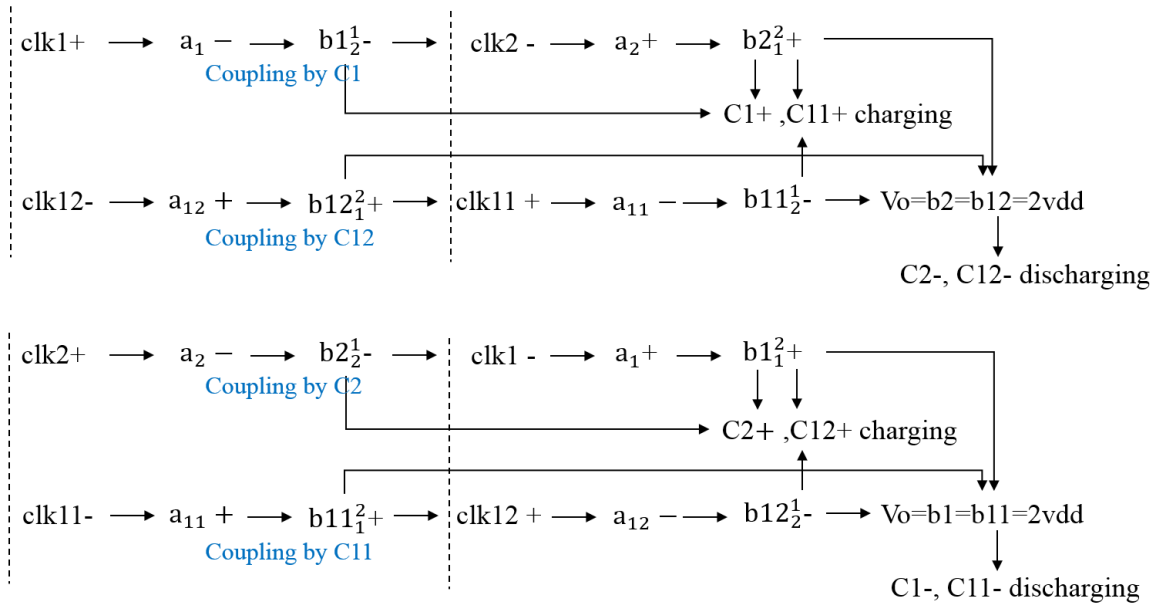 clk1+ → a₁ − → b1¹₂- → clk2 - → a₂+ → b2²₁+
Coupling by C1
C1+ ,C11+ charging
clk12- → a₁₂ + → b12²₁+ → clk11 + → a₁₁ − → b11¹₂- → Vo=b2=b12=2vdd
Coupling by C12
C2-, C12- discharging
clk2+ → a₂ − → b2¹₂- → clk1 - → a₁+ → b1²₁+
Coupling by C2
C2+ ,C12+ charging
clk11- → a₁₁ + → b11²₁+ → clk12 + → a₁₂ − → b12¹₂- → Vo=b1=b11=2vdd
Coupling by C11
C1-, C11- discharging